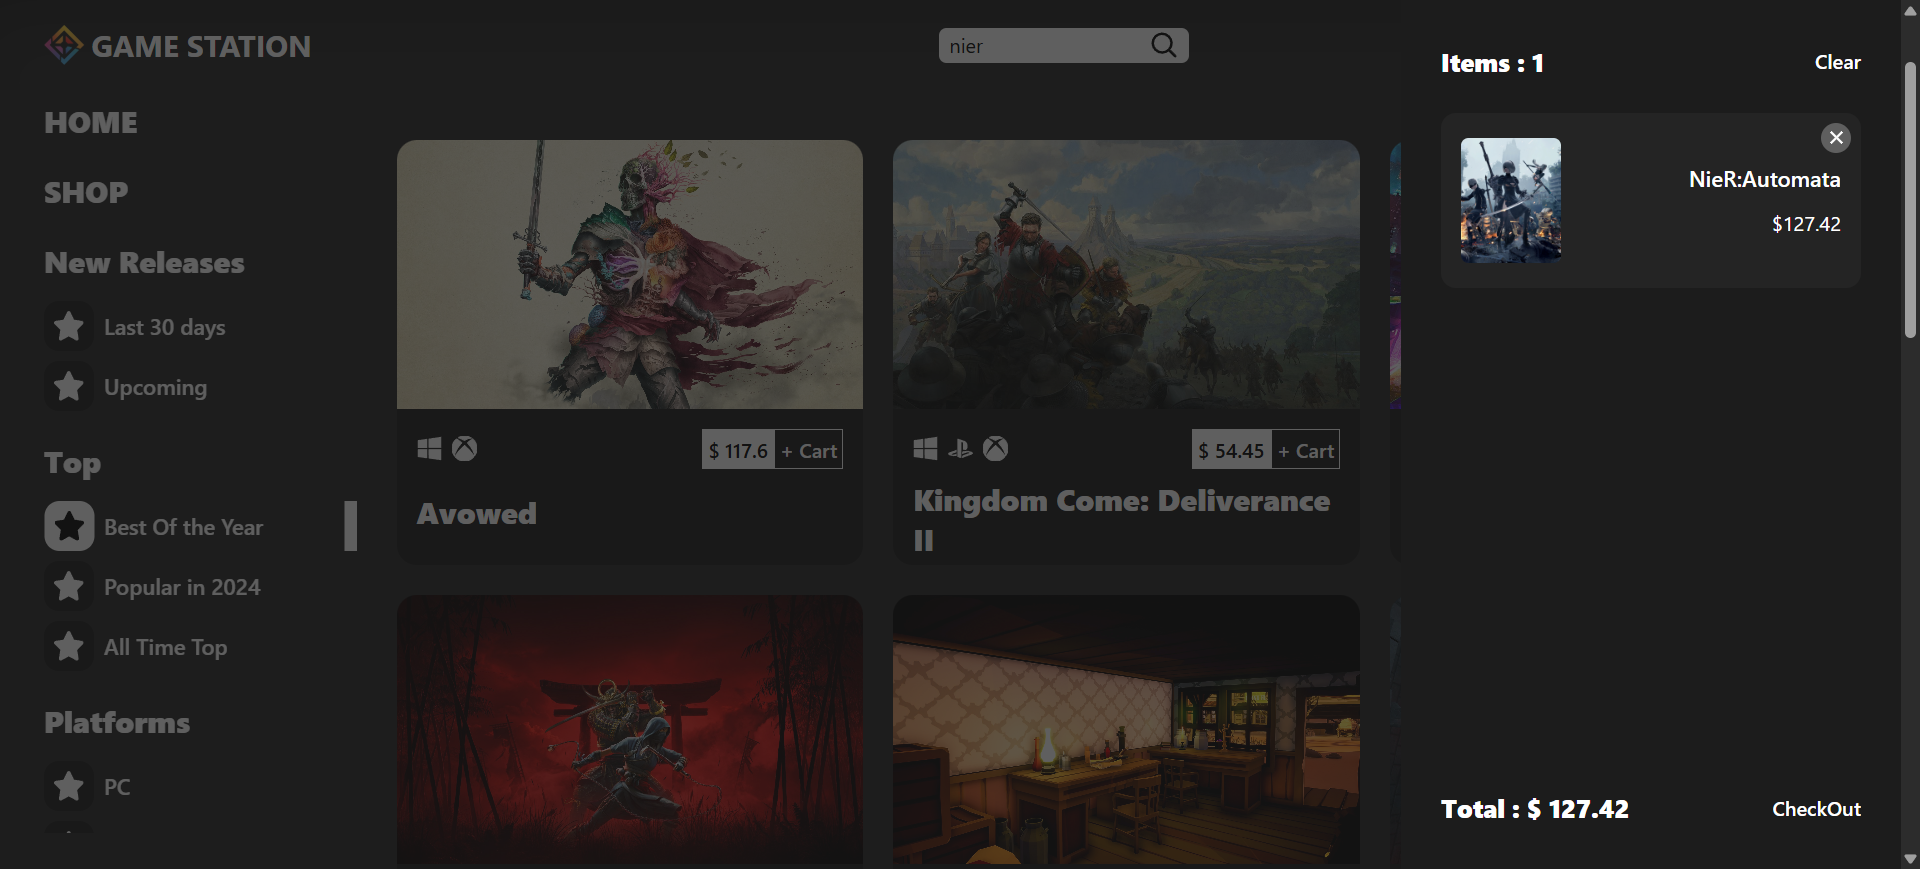 GAME STATION
nier
HOME
SHOP
New Releases
Last 30 days
Upcoming
Top
Best Of the Year
Popular in 2024
All Time Top
Platforms
PC
$ 117.6 + Cart
Avowed
$ 54.45 + Cart
Kingdom Come: Deliverance
II
Items : 1
Clear
NieR:Automata
$127.42
Total : $ 127.42
CheckOut